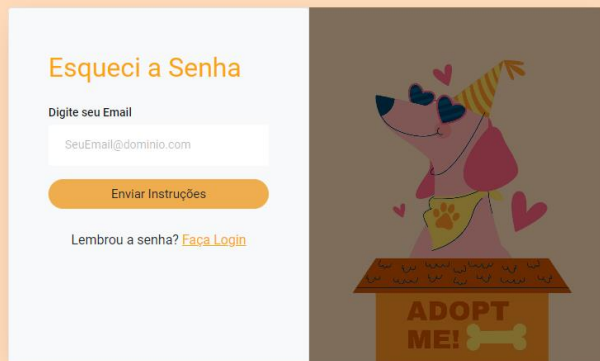 Esqueci a Senha
Digite seu Email
SeuEmail@dominio.com
Enviar Instruções
Lembrou a senha? Faça Login
ADOPT
ME!